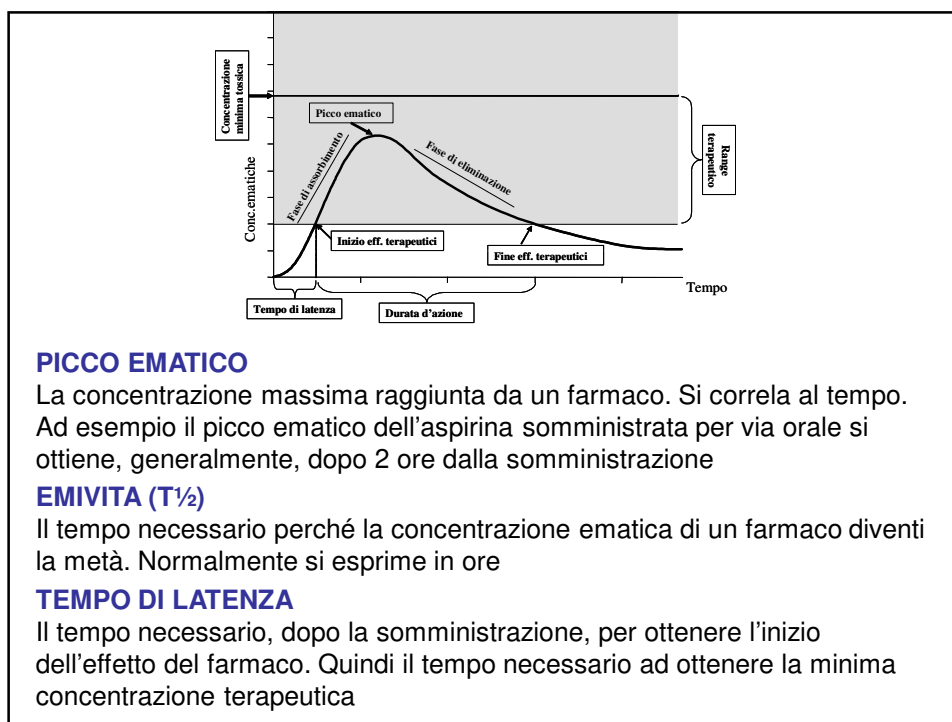 Concentrazione
minima tossica
Picco ematico
Fase di assorbimento
Fase di eliminazione
Range
terapeutico
Conc.ematiche
Inizio eff. terapeutici
Fine eff. terapeutici
Tempo
Tempo di latenza
Durata d’azione
PICCO EMATICO
La concentrazione massima raggiunta da un farmaco. Si correla al tempo.
Ad esempio il picco ematico dell’aspirina somministrata per via orale si
ottiene, generalmente, dopo 2 ore dalla somministrazione
EMIVITA (T½)
Il tempo necessario perché la concentrazione ematica di un farmaco diventi
la metà. Normalmente si esprime in ore
TEMPO DI LATENZA
Il tempo necessario, dopo la somministrazione, per ottenere l’inizio
dell’effetto del farmaco. Quindi il tempo necessario ad ottenere la minima
concentrazione terapeutica